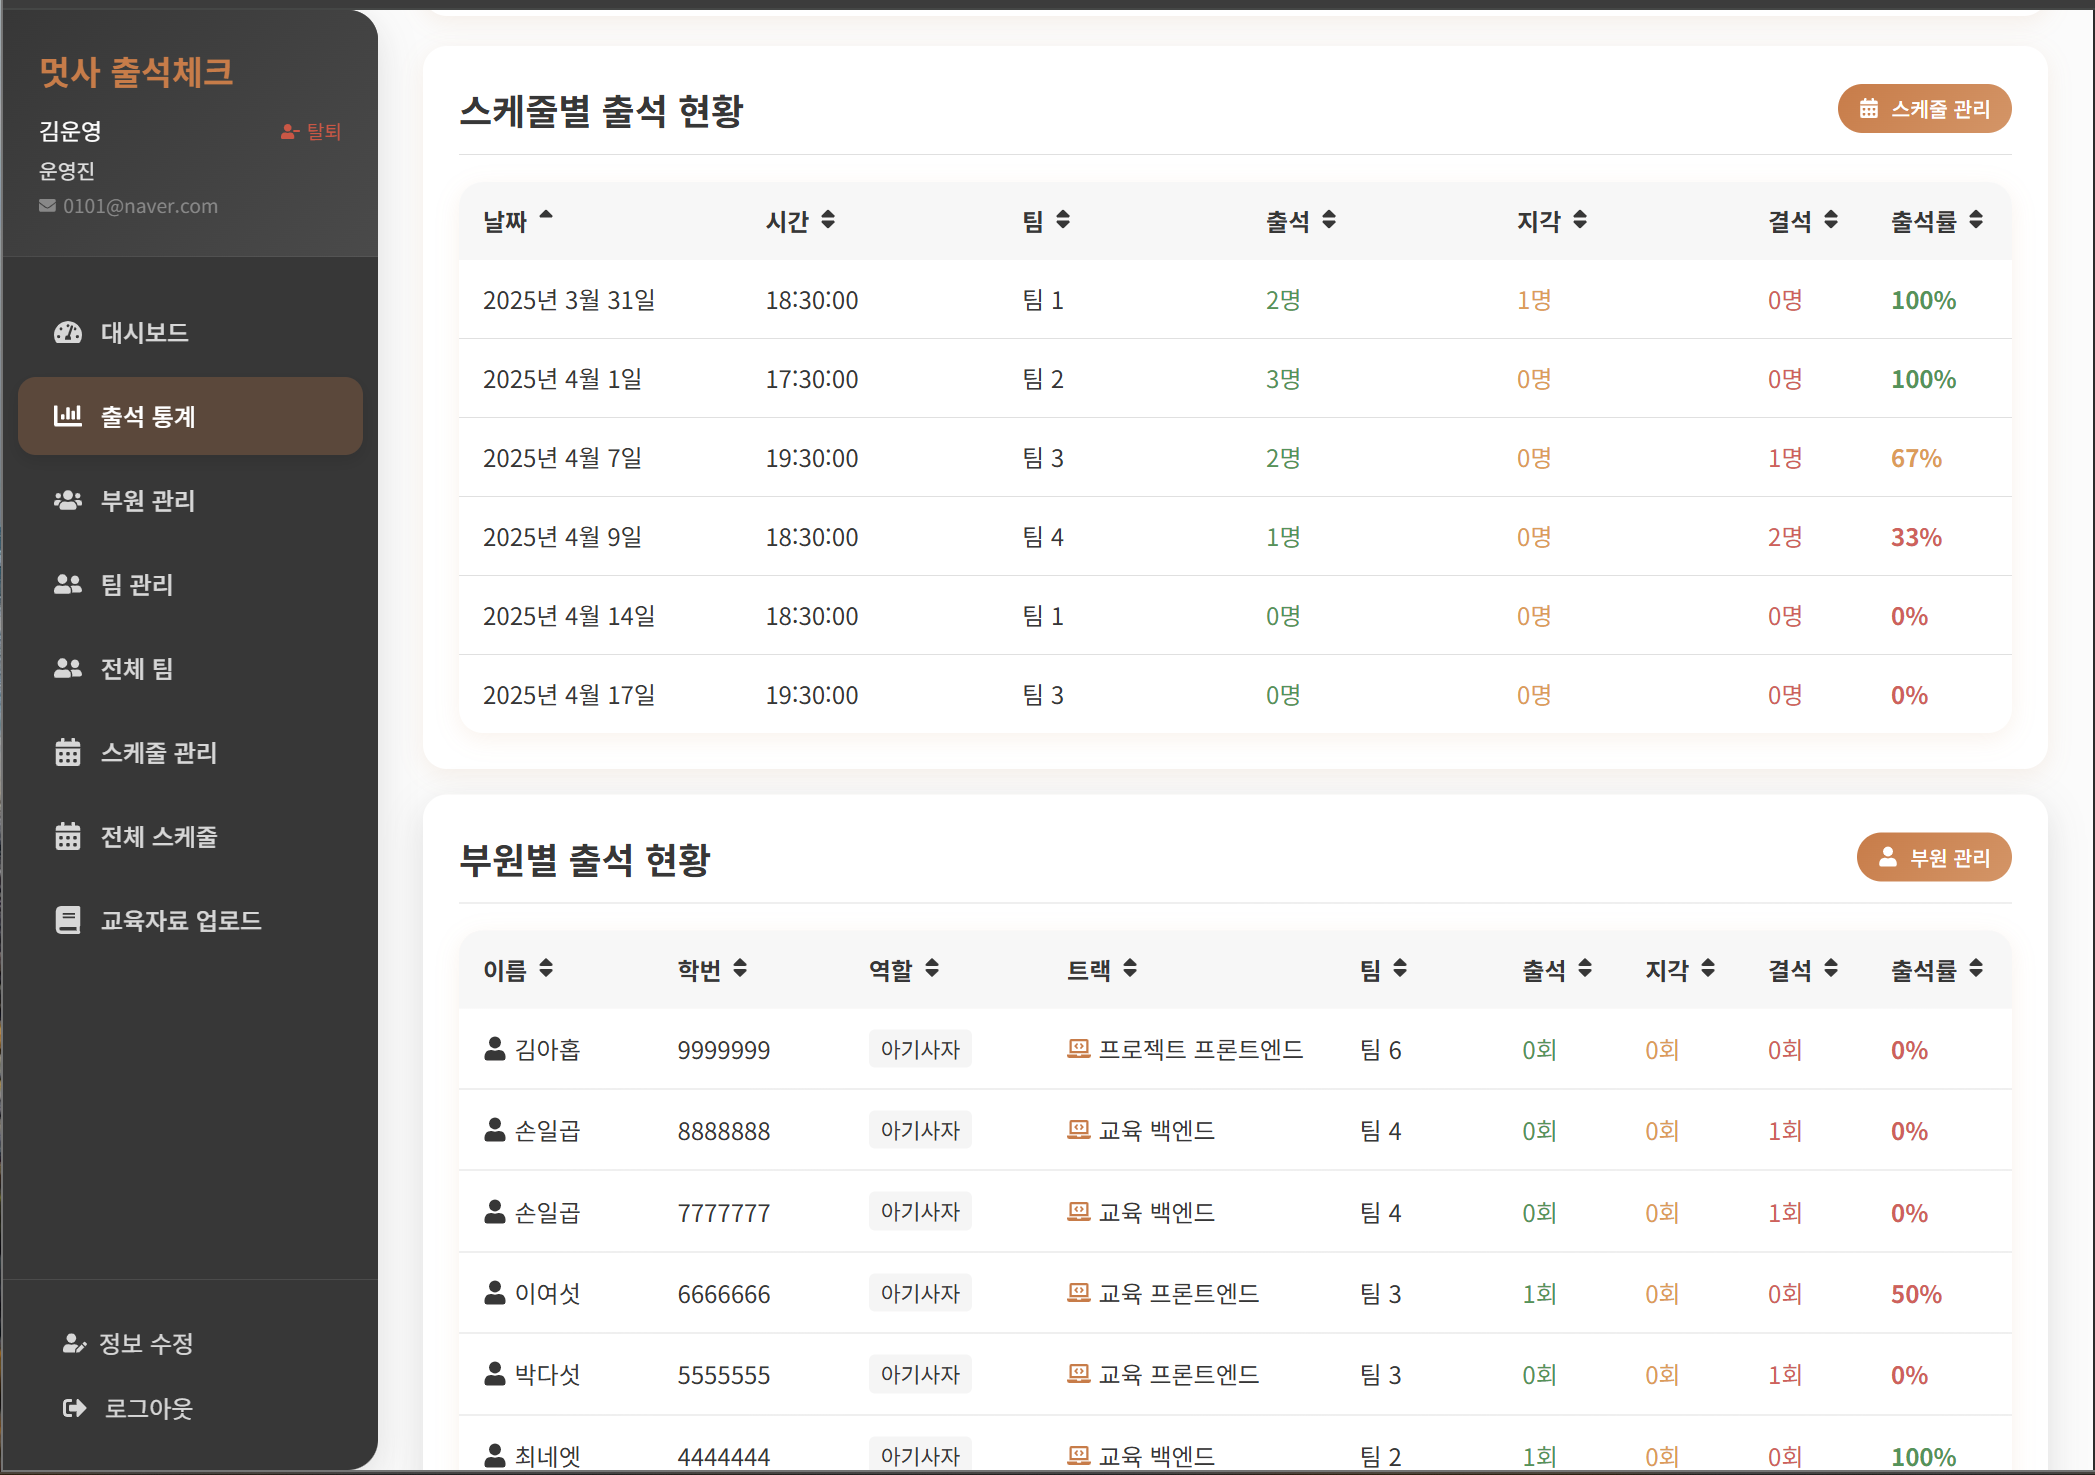 멋사 출석체크
김운영 탈퇴
운영진
0101@naver.com
대시보드
출석 통계
부원 관리
팀 관리
전체 팀
스케줄 관리
전체 스케줄
교육자료 업로드
정보 수정
로그아웃
스케줄별 출석 현황 스케줄 관리
날짜 시간 팀 출석 지각 결석 출석률
2025년 3월 31일 18:30:00 팀 1 2명 1명 0명 100%
2025년 4월 1일 17:30:00 팀 2 3명 0명 0명 100%
2025년 4월 7일 19:30:00 팀 3 2명 0명 1명 67%
2025년 4월 9일 18:30:00 팀 4 1명 0명 2명 33%
2025년 4월 14일 18:30:00 팀 1 0명 0명 0명 0%
2025년 4월 17일 19:30:00 팀 3 0명 0명 0명 0%
부원별 출석 현황 부원 관리
이름 학번 역할 트랙 팀 출석 지각 결석 출석률
김아홉 9999999 아기사자 프로젝트 프론트엔드 팀 6 0회 0회 0회 0%
손일곱 8888888 아기사자 교육 백엔드 팀 4 0회 0회 1회 0%
손일곱 7777777 아기사자 교육 백엔드 팀 4 0회 0회 1회 0%
이여섯 6666666 아기사자 교육 프론트엔드 팀 3 1회 0회 0회 50%
박다섯 5555555 아기사자 교육 프론트엔드 팀 3 0회 0회 1회 0%
최네엣 4444444 아기사자 교육 백엔드 팀 2 1회 0회 0회 100%